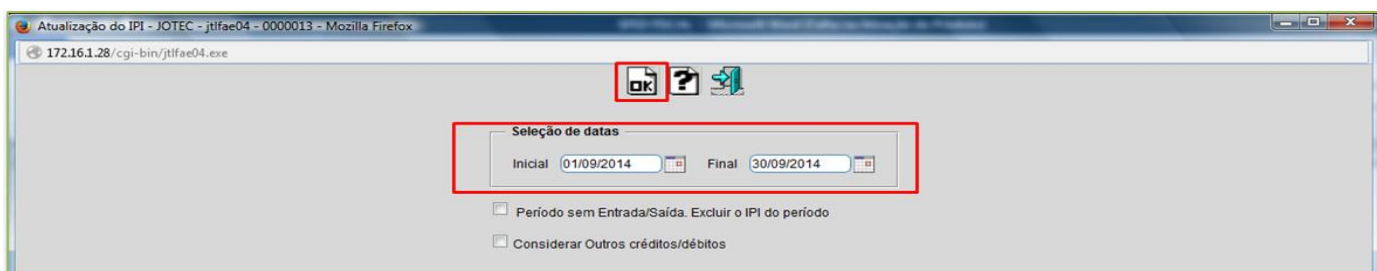 Atualização do IPI - JOTEC - jtlfae04 - 0000013 - Mozilla Firefox
172.16.1.28/cgi-bin/jtlfae04.exe
OK ?
Seleção de datas
Inicial 01/09/2014 Final 30/09/2014
Período sem Entrada/Saída. Excluir o IPI do período
Considerar Outros créditos/débitos